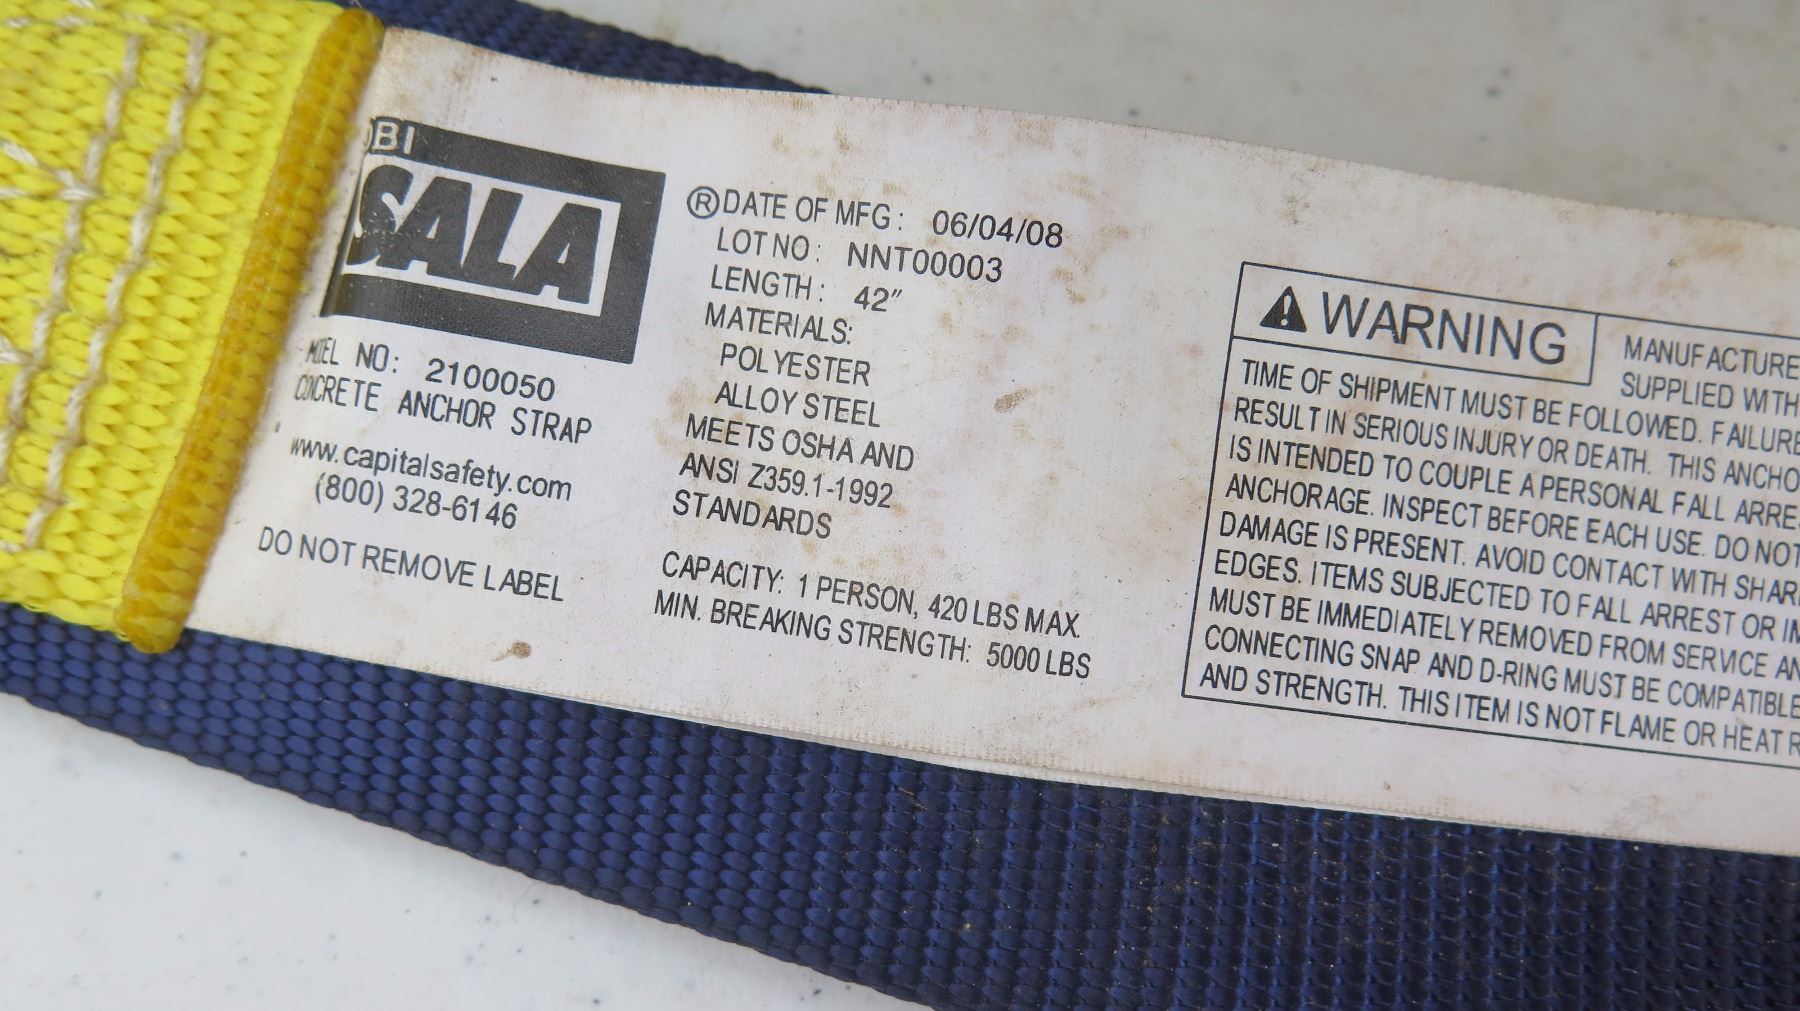 DBI
SALA
MODEL NO: 2100050
CONCRETE ANCHOR STRAP
www.capitalsafety.com
(800) 328-6146
DO NOT REMOVE LABEL
® DATE OF MFG: 06/04/08
LOT NO: NNT00003
LENGTH: 42"
MATERIALS:
POLYESTER
ALLOY STEEL
MEETS OSHA AND
ANSI Z359.1-1992
STANDARDS
CAPACITY: 1 PERSON, 420 LBS MAX.
MIN. BREAKING STRENGTH: 5000 LBS
⚠ WARNING
MANUFACTURE
SUPPLIED WITH
TIME OF SHIPMENT MUST BE FOLLOWED. FAILURE
RESULT IN SERIOUS INJURY OR DEATH. THIS ANCHO
IS INTENDED TO COUPLE A PERSONAL FALL ARRE
ANCHORAGE. INSPECT BEFORE EACH USE. DO NOT
DAMAGE IS PRESENT. AVOID CONTACT WITH SHAR
EDGES. ITEMS SUBJECTED TO FALL ARREST OR IM
MUST BE IMMEDIATELY REMOVED FROM SERVICE AN
CONNECTING SNAP AND D-RING MUST BE COMPATIBLE
AND STRENGTH. THIS ITEM IS NOT FLAME OR HEAT R